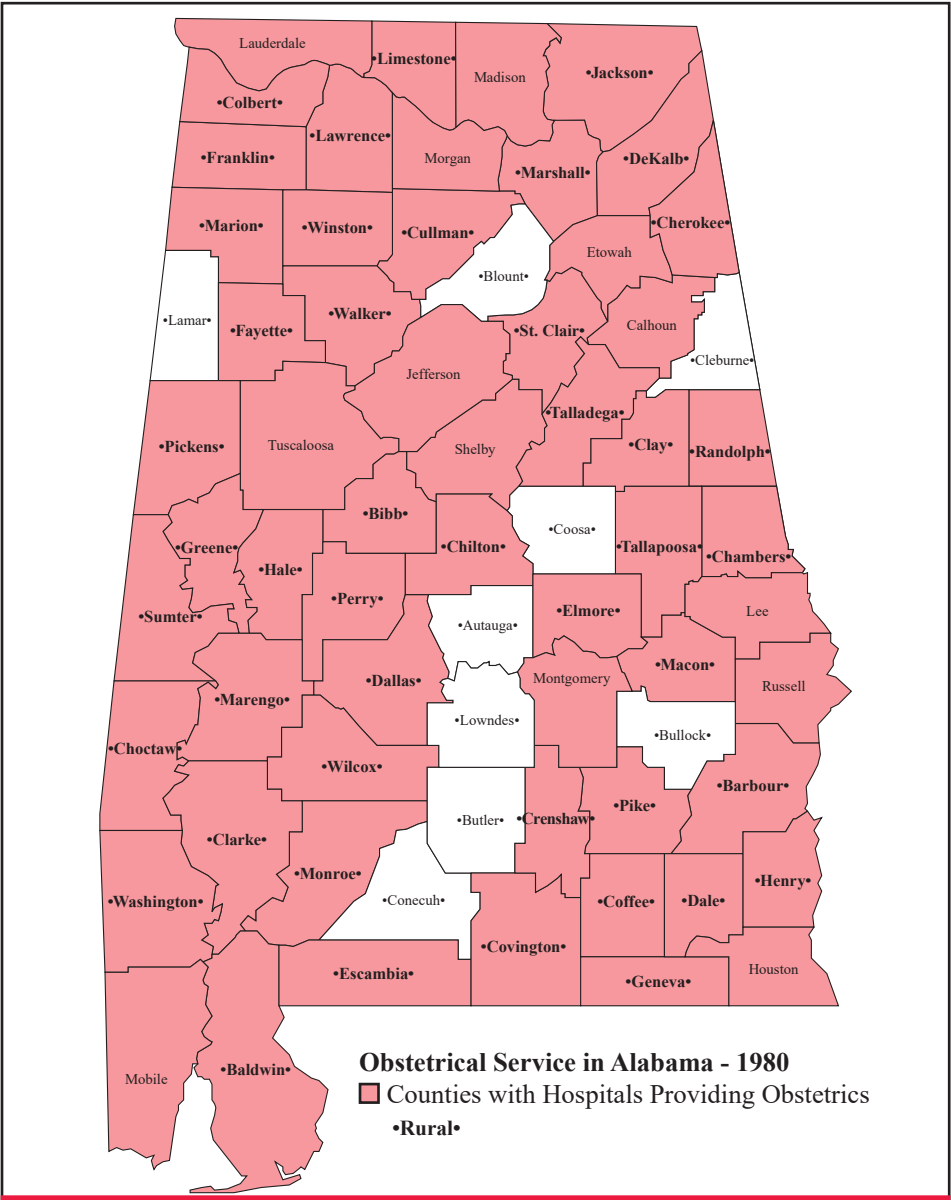 Lauderdale
•Limestone•
Madison
•Jackson•
•Colbert•
•Lawrence•
•Franklin•
Morgan
•Marshall•
•DeKalb•
•Marion•
•Winston•
•Cullman•
•Cherokee•
Etowah
•Blount•
•Lamar•
•Fayette•
•Walker•
•St. Clair•
Calhoun
•Cleburne•
Jefferson
•Talladega•
•Pickens•
Tuscaloosa
Shelby
•Clay•
•Randolph•
•Bibb•
•Coosa•
•Greene•
•Chilton•
•Tallapoosa•
•Chambers•
•Hale•
•Perry•
•Sumter•
•Autauga•
•Elmore•
Lee
•Macon•
Montgomery
•Dallas•
Russell
•Marengo•
•Lowndes•
•Bullock•
•Choctaw•
•Wilcox•
•Barbour•
•Pike•
•Butler•
•Crenshaw•
•Clarke•
•Monroe•
•Henry•
•Washington•
•Conecuh•
•Coffee•
•Dale•
•Covington•
•Escambia•
•Geneva•
Houston
Mobile
•Baldwin•
Obstetrical Service in Alabama - 1980
Counties with Hospitals Providing Obstetrics
•Rural•